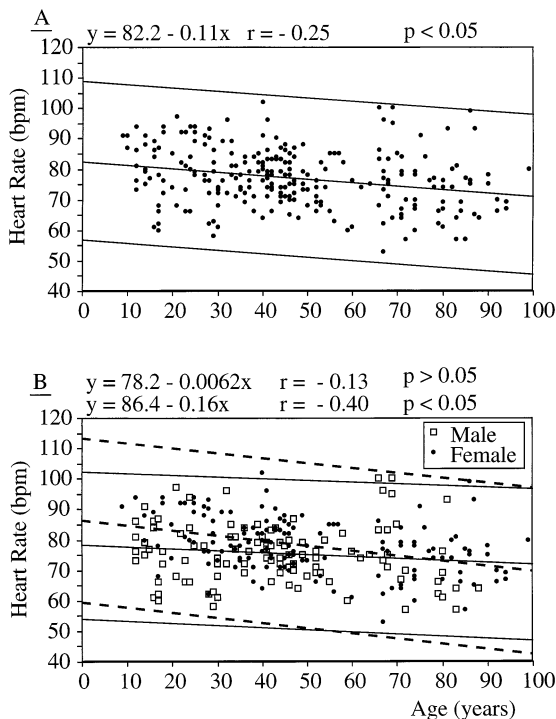 A
y = 82.2 - 0.11x r = - 0.25 p < 0.05
120
110
100
90
80
70
60
50
40
Heart Rate (bpm)
0 10 20 30 40 50 60 70 80 90 100
B
y = 78.2 - 0.0062x r = - 0.13 p > 0.05
y = 86.4 - 0.16x r = - 0.40 p < 0.05
120
110
100
90
80
70
60
50
40
Heart Rate (bpm)
Male
Female
0 10 20 30 40 50 60 70 80 90 100
Age (years)